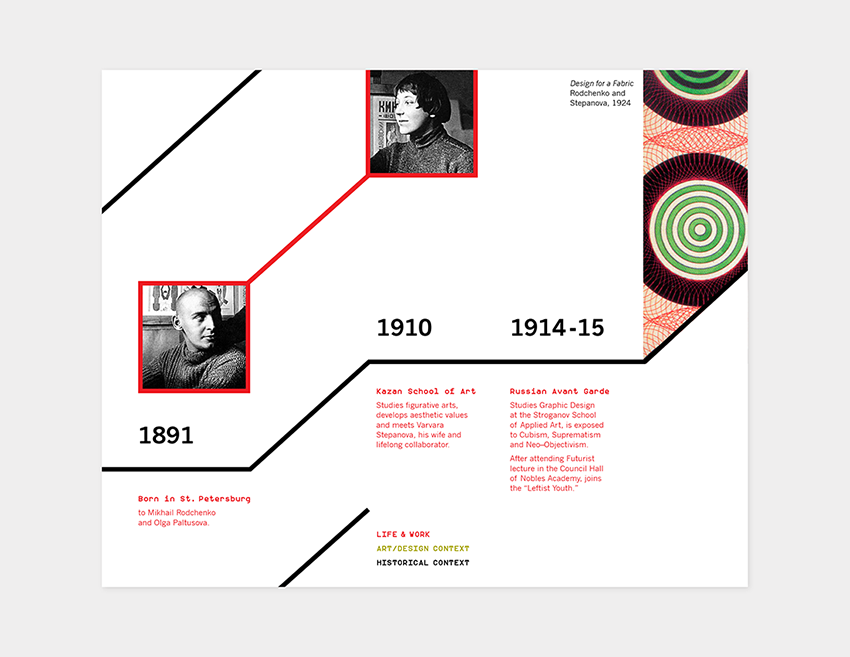 Design for a Fabric
Rodchenko and
Stepanova, 1924
1891
Born in St. Petersburg
to Mikhail Rodchenko
and Olga Paltusova.
1910
Kazan School of Art
Studies figurative arts,
develops aesthetic values
and meets Varvara
Stepanova, his wife and
lifelong collaborator.
1914-15
Russian Avant Garde
Studies Graphic Design
at the Stroganov School
of Applied Art, is exposed
to Cubism, Suprematism
and Neo–Objectivism.
After attending Futurist
lecture in the Council Hall
of Nobles Academy, joins
the “Leftist Youth.”
LIFE & WORK
ART/DESIGN CONTEXT
HISTORICAL CONTEXT